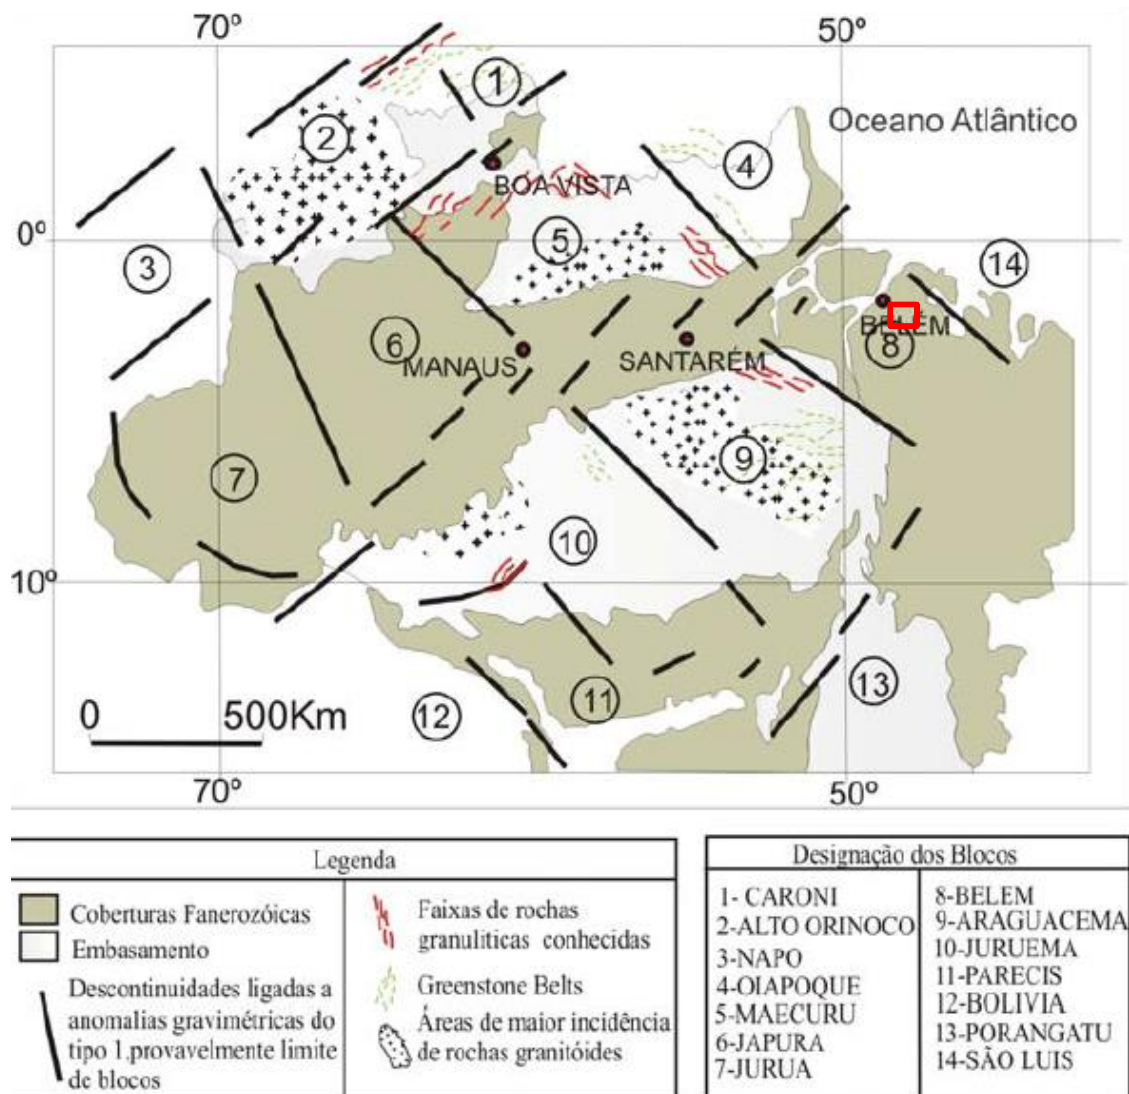 70º
50º
1
Oceano Atlântico
2
4
BOA VISTA
0º
3
5
14
6
MANAUS
SANTARÉM
BELÉM
8
7
9
10
10º
0
500Km
12
11
13
70º
50º
Legenda
Coberturas Fanerozóicas
Embasamento
Descontinuidades ligadas a
anomalias gravimétricas do
tipo 1,provavelmente limite
de blocos
Faixas de rochas
granulíticas conhecidas
Greenstone Belts
Áreas de maior incidência
de rochas granitóides
Designação dos Blocos
1- CARONI
2-ALTO ORINOCO
3-NAPO
4-OIAPOQUE
5-MAECURU
6-JAPURA
7-JURUA
8-BELEM
9-ARAGUACEMA
10-JURUEMA
11-PARECIS
12-BOLIVIA
13-PORANGATU
14-SÃO LUIS